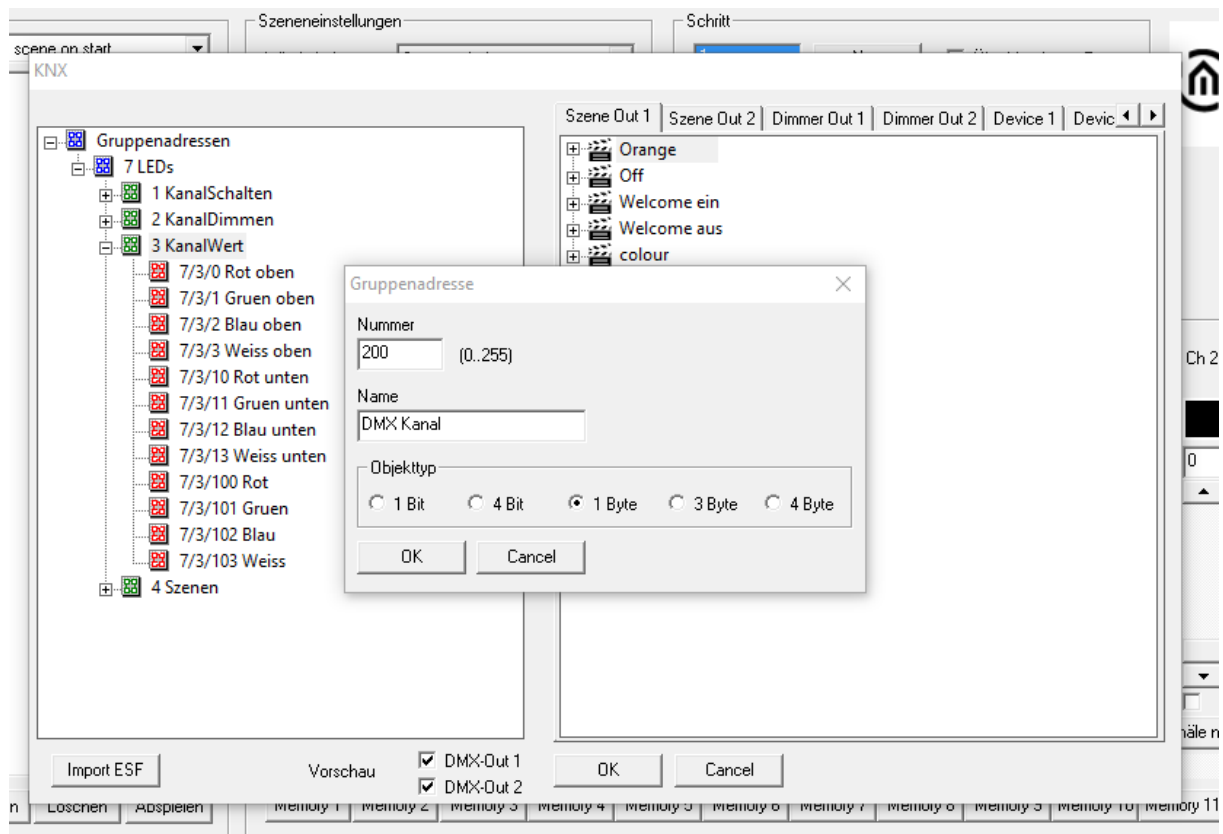 Szeneneinstellungen
Schritt
scene on start
KNX
Szene Out 1 Szene Out 2 Dimmer Out 1 Dimmer Out 2 Device 1 Devic
Gruppenadressen
7 LEDs
1 KanalSchalten
2 KanalDimmen
3 KanalWert
7/3/0 Rot oben
7/3/1 Gruen oben
7/3/2 Blau oben
7/3/3 Weiss oben
7/3/10 Rot unten
7/3/11 Gruen unten
7/3/12 Blau unten
7/3/13 Weiss unten
7/3/100 Rot
7/3/101 Gruen
7/3/102 Blau
7/3/103 Weiss
4 Szenen
Orange
Off
Welcome ein
Welcome aus
colour
Gruppenadresse
Nummer
200 (0..255)
Name
DMX Kanal
Objekttyp
1 Bit 4 Bit 1 Byte 3 Byte 4 Byte
OK Cancel
Ch 2
0
Import ESF
Vorschau
DMX-Out 1
DMX-Out 2
OK Cancel
äle n
n Löschen Abspielen Memory 1 Memory 2 Memory 3 Memory 4 Memory 5 Memory 6 Memory 7 Memory 8 Memory 9 Memory 10 Memory 11